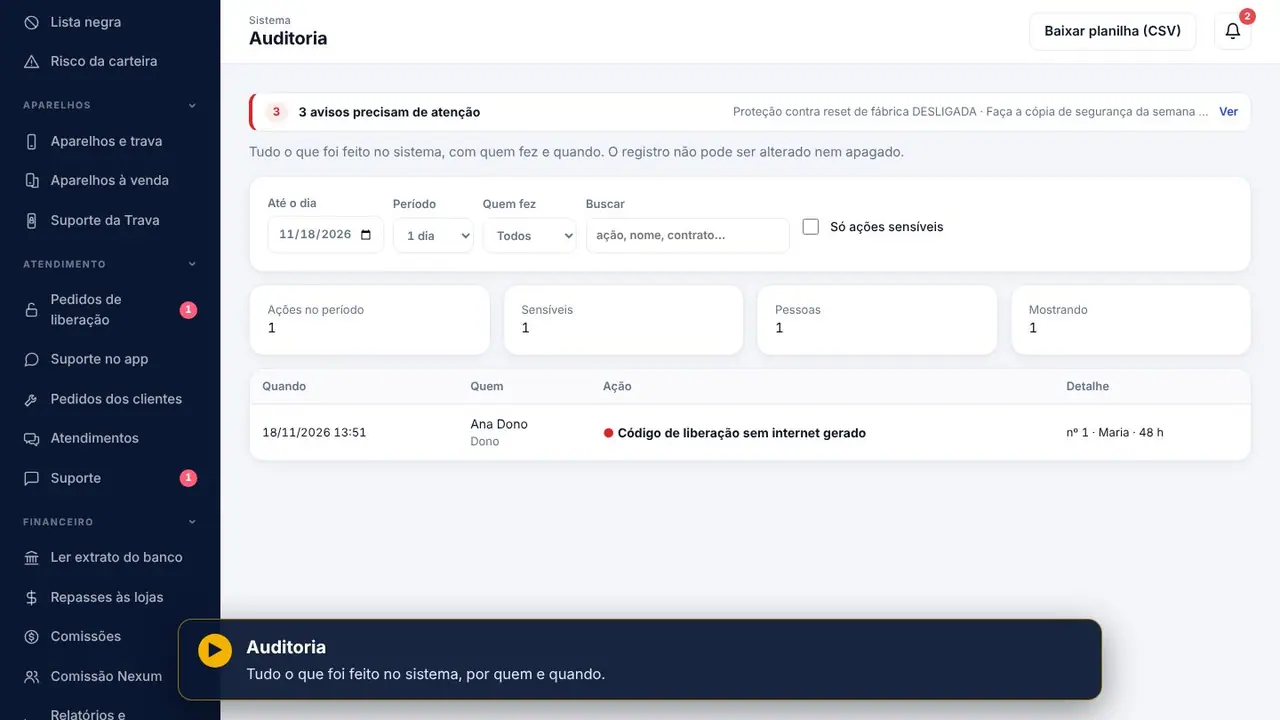 Lista negra
Risco da carteira
APARELHOS
Aparelhos e trava
Aparelhos à venda
Suporte da Trava
ATENDIMENTO
Pedidos de
liberação
1
Suporte no app
Pedidos dos clientes
Atendimentos
Suporte
1
FINANCEIRO
Ler extrato do banco
Repasses às lojas
Comissões
Comissão Nexum
Relatórios e
Sistema
Auditoria
Baixar planilha (CSV)
2
3
3 avisos precisam de atenção
Proteção contra reset de fábrica DESLIGADA · Faça a cópia de segurança da semana ...
Ver
Tudo o que foi feito no sistema, com quem fez e quando. O registro não pode ser alterado nem apagado.
Até o dia
11/18/2026
Período
1 dia
Quem fez
Todos
Buscar
ação, nome, contrato...
Só ações sensíveis
Ações no período
1
Sensíveis
1
Pessoas
1
Mostrando
1
Quando Quem Ação Detalhe
18/11/2026 13:51
Ana Dono
Dono
Código de liberação sem internet gerado
nº 1 · Maria · 48 h
Auditoria
Tudo o que foi feito no sistema, por quem e quando.